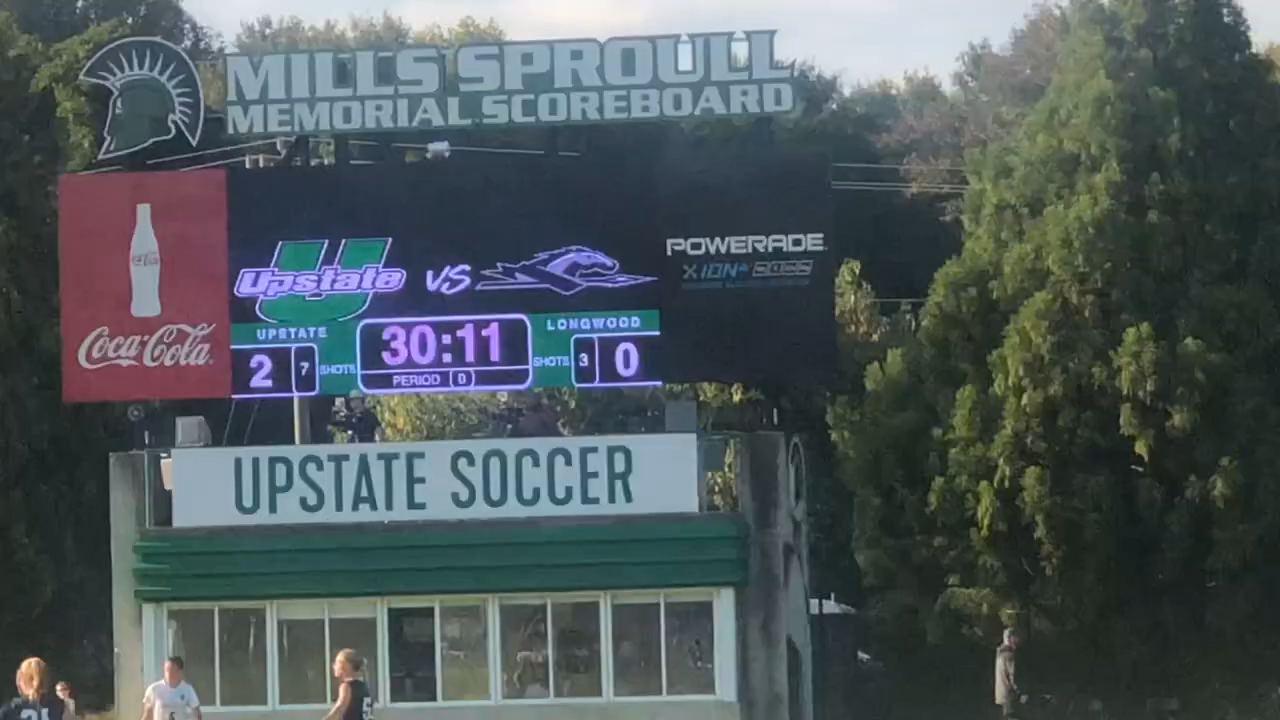 MILLS SPROULL
MEMORIAL SCOREBOARD
Coca-Cola
Upstate VS
POWERADE
ION4
UPSTATE 30:11 LONGWOOD
2 7 SHOTS SHOTS 3 0
PERIOD 0
UPSTATE SOCCER